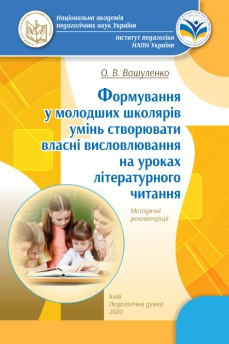 Національна академія
педагогічних наук України
Інститут педагогіки
НАПН України
О. В. Вашуленко
Формування
у молодших школярів
умінь створювати
власні висловлювання
на уроках
літературного
читання
Методичні
рекомендації
Київ
Педагогічна думка
2020